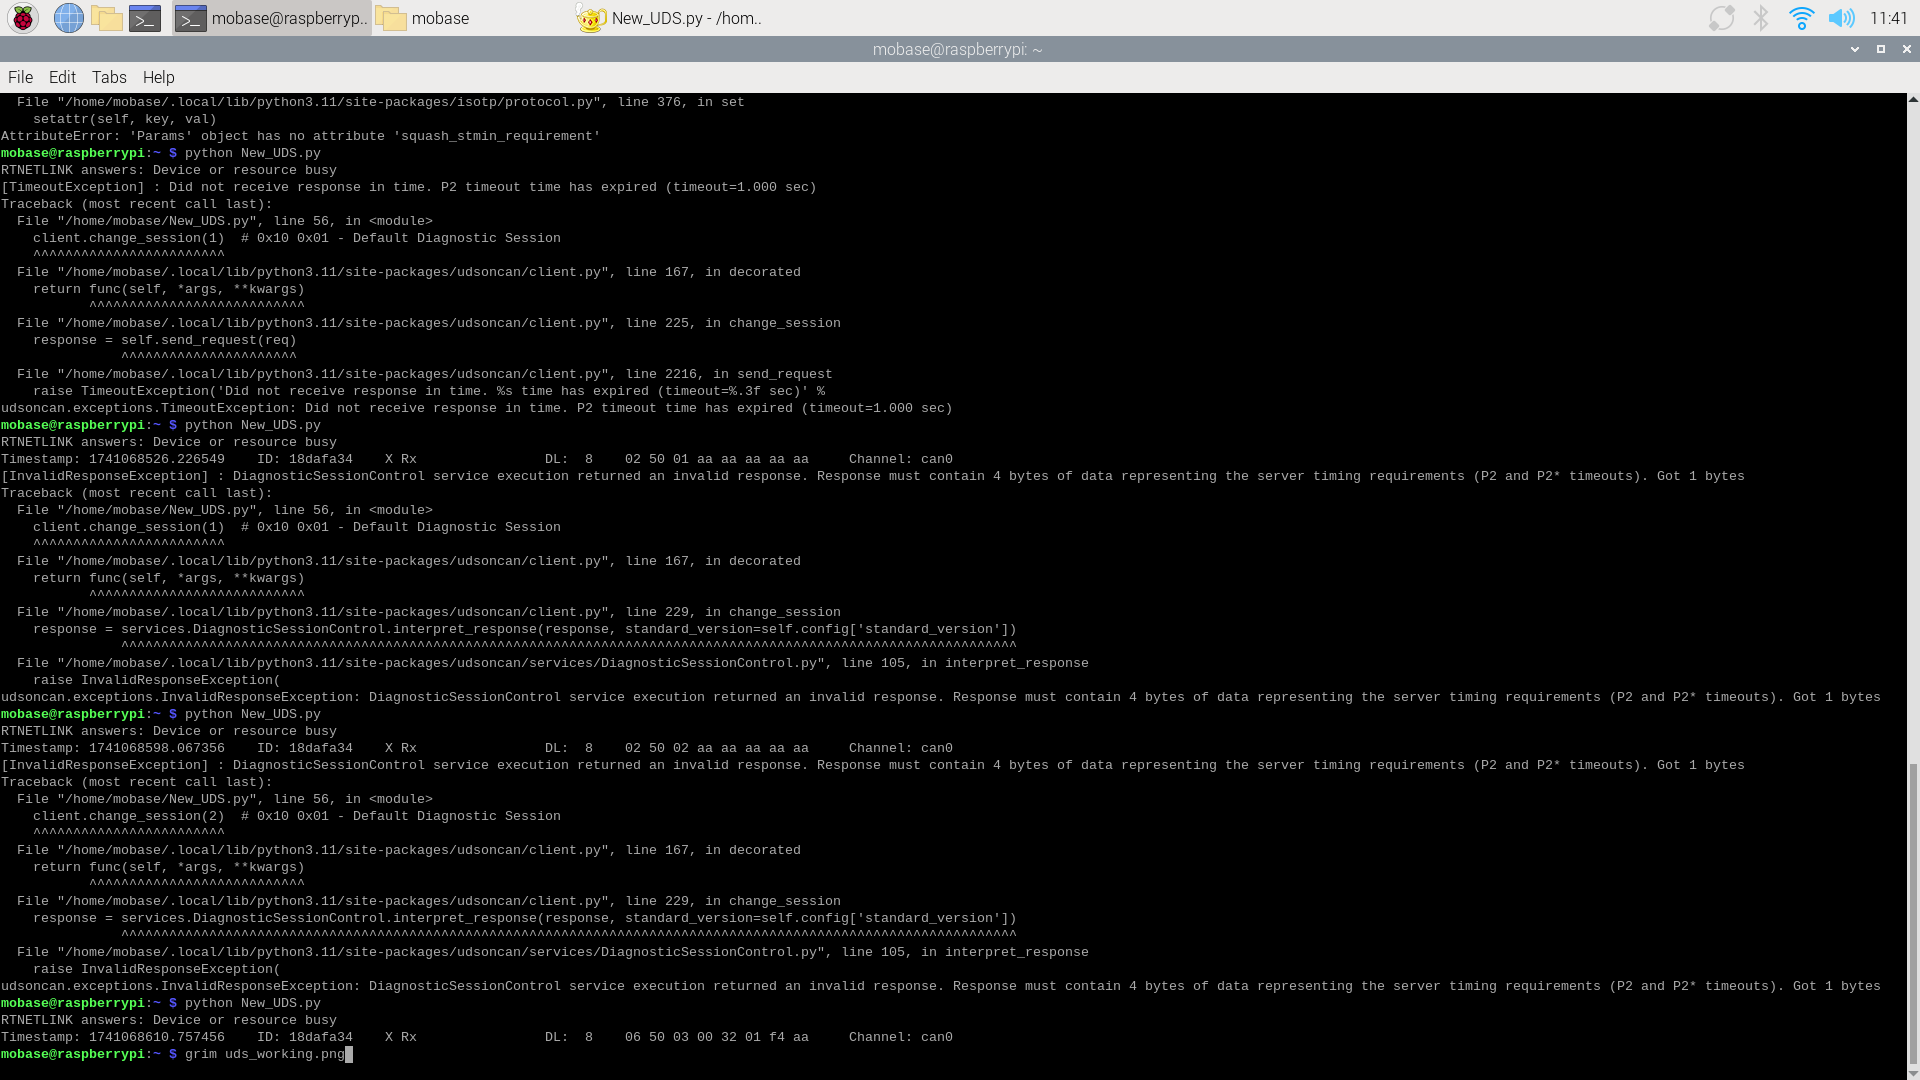 mobase@raspberryp..
mobase
New_UDS.py - /hom..
11:41
mobase@raspberrypi: ~
File Edit Tabs Help
  File "/home/mobase/.local/lib/python3.11/site-packages/isotp/protocol.py", line 376, in set
    setattr(self, key, val)
AttributeError: 'Params' object has no attribute 'squash_stmin_requirement'
mobase@raspberrypi:~ $ python New_UDS.py
RTNETLINK answers: Device or resource busy
[TimeoutException] : Did not receive response in time. P2 timeout time has expired (timeout=1.000 sec)
Traceback (most recent call last):
  File "/home/mobase/New_UDS.py", line 56, in <module>
    client.change_session(1)  # 0x10 0x01 - Default Diagnostic Session
    ^^^^^^^^^^^^^^^^^^^^^^^^
  File "/home/mobase/.local/lib/python3.11/site-packages/udsoncan/client.py", line 167, in decorated
    return func(self, *args, **kwargs)
           ^^^^^^^^^^^^^^^^^^^^^^^^^^^
  File "/home/mobase/.local/lib/python3.11/site-packages/udsoncan/client.py", line 225, in change_session
    response = self.send_request(req)
               ^^^^^^^^^^^^^^^^^^^^^^
  File "/home/mobase/.local/lib/python3.11/site-packages/udsoncan/client.py", line 2216, in send_request
    raise TimeoutException('Did not receive response in time. %s time has expired (timeout=%.3f sec)' %
udsoncan.exceptions.TimeoutException: Did not receive response in time. P2 timeout time has expired (timeout=1.000 sec)
mobase@raspberrypi:~ $ python New_UDS.py
RTNETLINK answers: Device or resource busy
Timestamp: 1741068526.226549    ID: 18dafa34    X Rx                DL:  8    02 50 01 aa aa aa aa aa     Channel: can0
[InvalidResponseException] : DiagnosticSessionControl service execution returned an invalid response. Response must contain 4 bytes of data representing the server timing requirements (P2 and P2* timeouts). Got 1 bytes
Traceback (most recent call last):
  File "/home/mobase/New_UDS.py", line 56, in <module>
    client.change_session(1)  # 0x10 0x01 - Default Diagnostic Session
    ^^^^^^^^^^^^^^^^^^^^^^^^
  File "/home/mobase/.local/lib/python3.11/site-packages/udsoncan/client.py", line 167, in decorated
    return func(self, *args, **kwargs)
           ^^^^^^^^^^^^^^^^^^^^^^^^^^^
  File "/home/mobase/.local/lib/python3.11/site-packages/udsoncan/client.py", line 229, in change_session
    response = services.DiagnosticSessionControl.interpret_response(response, standard_version=self.config['standard_version'])
               ^^^^^^^^^^^^^^^^^^^^^^^^^^^^^^^^^^^^^^^^^^^^^^^^^^^^^^^^^^^^^^^^^^^^^^^^^^^^^^^^^^^^^^^^^^^^^^^^^^^^^^^^^^^^^^^^
  File "/home/mobase/.local/lib/python3.11/site-packages/udsoncan/services/DiagnosticSessionControl.py", line 105, in interpret_response
    raise InvalidResponseException(
udsoncan.exceptions.InvalidResponseException: DiagnosticSessionControl service execution returned an invalid response. Response must contain 4 bytes of data representing the server timing requirements (P2 and P2* timeouts). Got 1 bytes
mobase@raspberrypi:~ $ python New_UDS.py
RTNETLINK answers: Device or resource busy
Timestamp: 1741068598.067356    ID: 18dafa34    X Rx                DL:  8    02 50 02 aa aa aa aa aa     Channel: can0
[InvalidResponseException] : DiagnosticSessionControl service execution returned an invalid response. Response must contain 4 bytes of data representing the server timing requirements (P2 and P2* timeouts). Got 1 bytes
Traceback (most recent call last):
  File "/home/mobase/New_UDS.py", line 56, in <module>
    client.change_session(2)  # 0x10 0x01 - Default Diagnostic Session
    ^^^^^^^^^^^^^^^^^^^^^^^^
  File "/home/mobase/.local/lib/python3.11/site-packages/udsoncan/client.py", line 167, in decorated
    return func(self, *args, **kwargs)
           ^^^^^^^^^^^^^^^^^^^^^^^^^^^
  File "/home/mobase/.local/lib/python3.11/site-packages/udsoncan/client.py", line 229, in change_session
    response = services.DiagnosticSessionControl.interpret_response(response, standard_version=self.config['standard_version'])
               ^^^^^^^^^^^^^^^^^^^^^^^^^^^^^^^^^^^^^^^^^^^^^^^^^^^^^^^^^^^^^^^^^^^^^^^^^^^^^^^^^^^^^^^^^^^^^^^^^^^^^^^^^^^^^^^^
  File "/home/mobase/.local/lib/python3.11/site-packages/udsoncan/services/DiagnosticSessionControl.py", line 105, in interpret_response
    raise InvalidResponseException(
udsoncan.exceptions.InvalidResponseException: DiagnosticSessionControl service execution returned an invalid response. Response must contain 4 bytes of data representing the server timing requirements (P2 and P2* timeouts). Got 1 bytes
mobase@raspberrypi:~ $ python New_UDS.py
RTNETLINK answers: Device or resource busy
Timestamp: 1741068610.757456    ID: 18dafa34    X Rx                DL:  8    06 50 03 00 32 01 f4 aa     Channel: can0
mobase@raspberrypi:~ $ grim uds_working.png